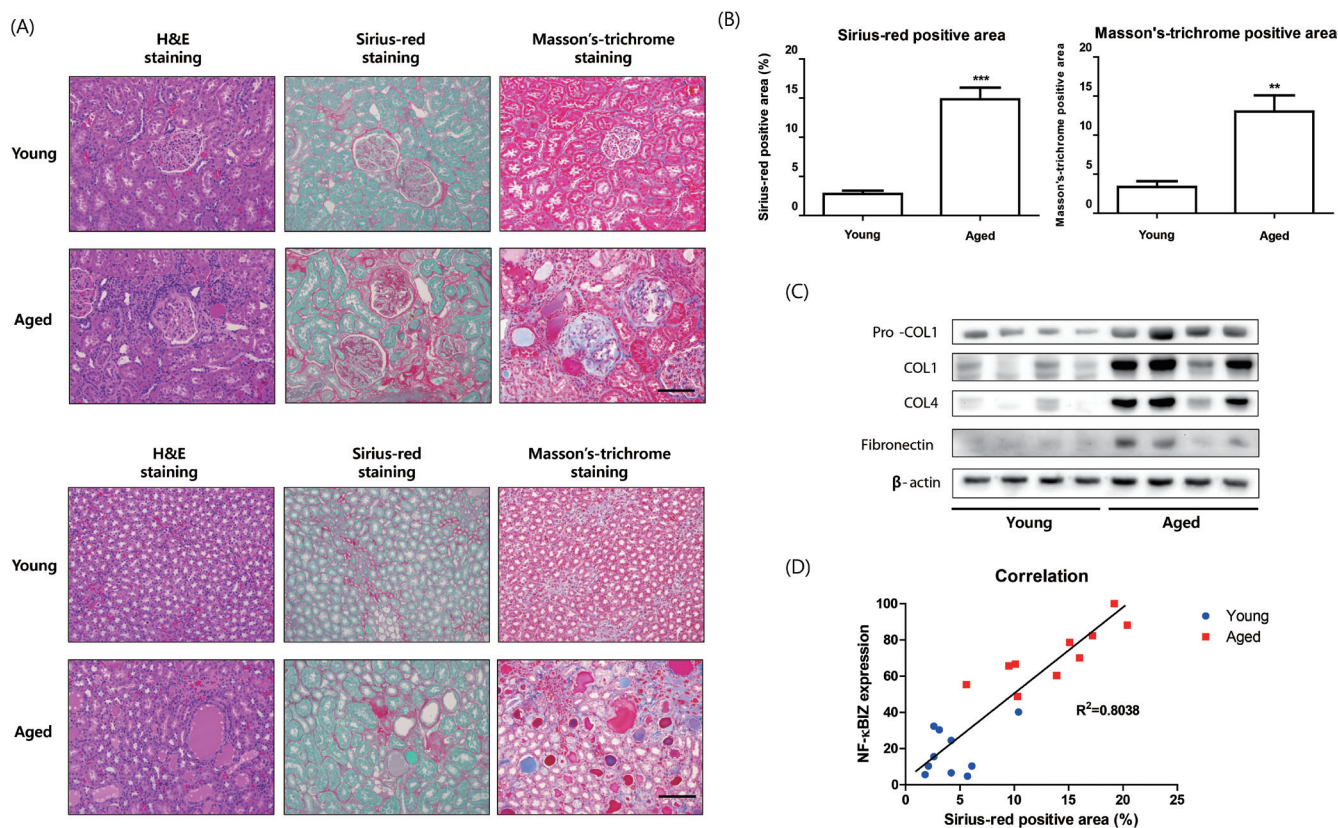 (A)
H&E
staining
Sirius-red
staining
Masson's-trichrome
staining
Young
Aged
H&E
staining
Sirius-red
staining
Masson's-trichrome
staining
Young
Aged
(B)
Sirius-red positive area
Sirius-red positive area (%)
20
15
10
5
0
***
Young
Aged
Masson's-trichrome positive area
Masson's-trichrome positive area
20
15
10
5
0
**
Young
Aged
(C)
Pro -COL1
COL1
COL4
Fibronectin
β- actin
Young
Aged
(D)
Correlation
NF-κBIZ expression
100
80
60
40
20
0
R²=0.8038
0
5
10
15
20
25
Sirius-red positive area (%)
Young
Aged